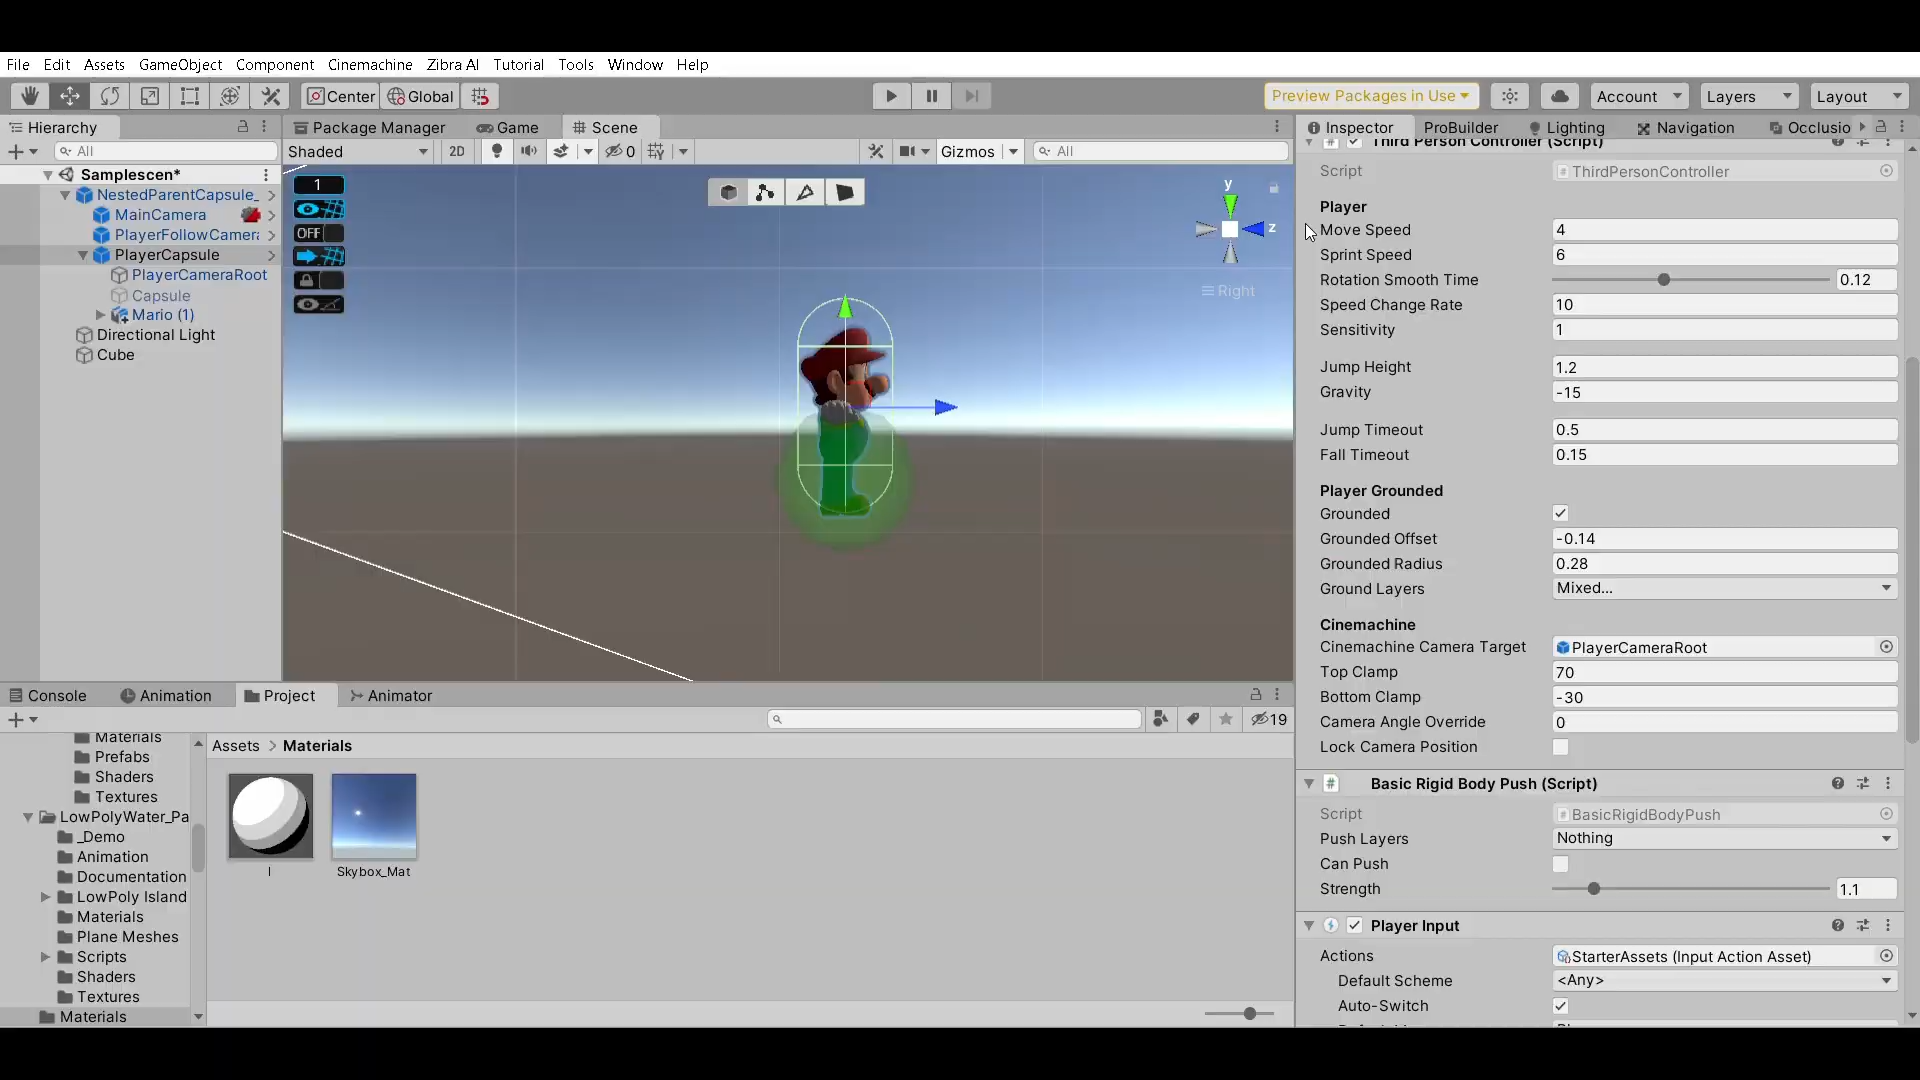 File Edit Assets GameObject Component Cinemachine Zibra AI Tutorial Tools Window Help
Center Global Preview Packages in Use Account Layers Layout
Hierarchy
All
Samplescen*
NestedParentCapsule_
MainCamera
PlayerFollowCamer
PlayerCapsule
PlayerCameraRoot
Capsule
Mario (1)
Directional Light
Cube
Package Manager Game Scene
Shaded 2D 0 Gizmos All
1
OFF
y
z
Right
Inspector ProBuilder Lighting Navigation Occlusio
Third Person Controller (Script)
Script ThirdPersonController
Player
Move Speed 4
Sprint Speed 6
Rotation Smooth Time 0.12
Speed Change Rate 10
Sensitivity 1
Jump Height 1.2
Gravity -15
Jump Timeout 0.5
Fall Timeout 0.15
Player Grounded
Grounded
Grounded Offset -0.14
Grounded Radius 0.28
Ground Layers Mixed...
Cinemachine
Cinemachine Camera Target PlayerCameraRoot
Top Clamp 70
Bottom Clamp -30
Camera Angle Override 0
Lock Camera Position
Basic Rigid Body Push (Script)
Script BasicRigidBodyPush
Push Layers Nothing
Can Push
Strength 1.1
Player Input
Actions StarterAssets (Input Action Asset)
Default Scheme <Any>
Auto-Switch
Console Animation Project Animator
19
Materials
Prefabs
Shaders
Textures
LowPolyWater_Pa
_Demo
Animation
Documentation
LowPoly Island
Materials
Plane Meshes
Scripts
Shaders
Textures
Materials
Assets > Materials
l
Skybox_Mat